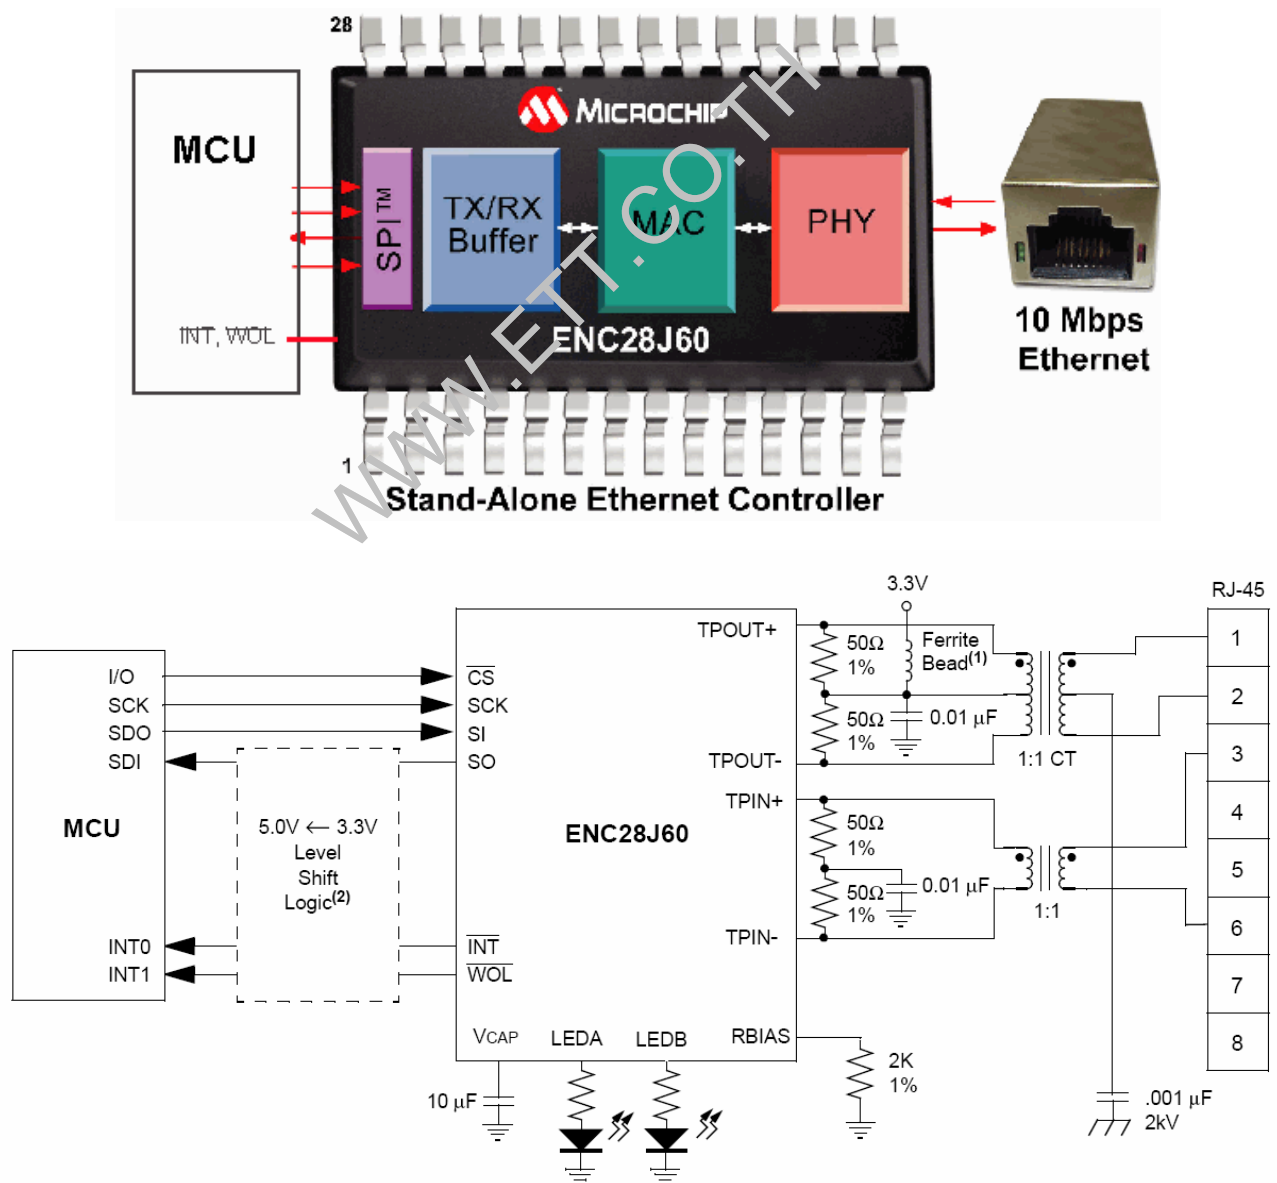 28
MICROCHIP
MCU
SPI™
TX/RX
Buffer
MAC
PHY
INT, WOL
ENC28J60
10 Mbps
Ethernet
1
Stand-Alone Ethernet Controller
WWW.ETT.CO.TH
3.3V
RJ-45
TPOUT+
50Ω
1%
Ferrite
Bead(1)
1
I/O
CS
SCK
SCK
2
50Ω
1%
0.01 µF
SDO
SI
SDI
SO
TPOUT-
1:1 CT
3
TPIN+
4
MCU
5.0V ← 3.3V
Level
Shift
Logic(2)
ENC28J60
50Ω
1%
5
50Ω
1%
0.01 µF
1:1
6
TPIN-
INT0
INT
INT1
WOL
7
VCAP
LEDA
LEDB
RBIAS
8
2K
1%
10 µF
.001 µF
2kV